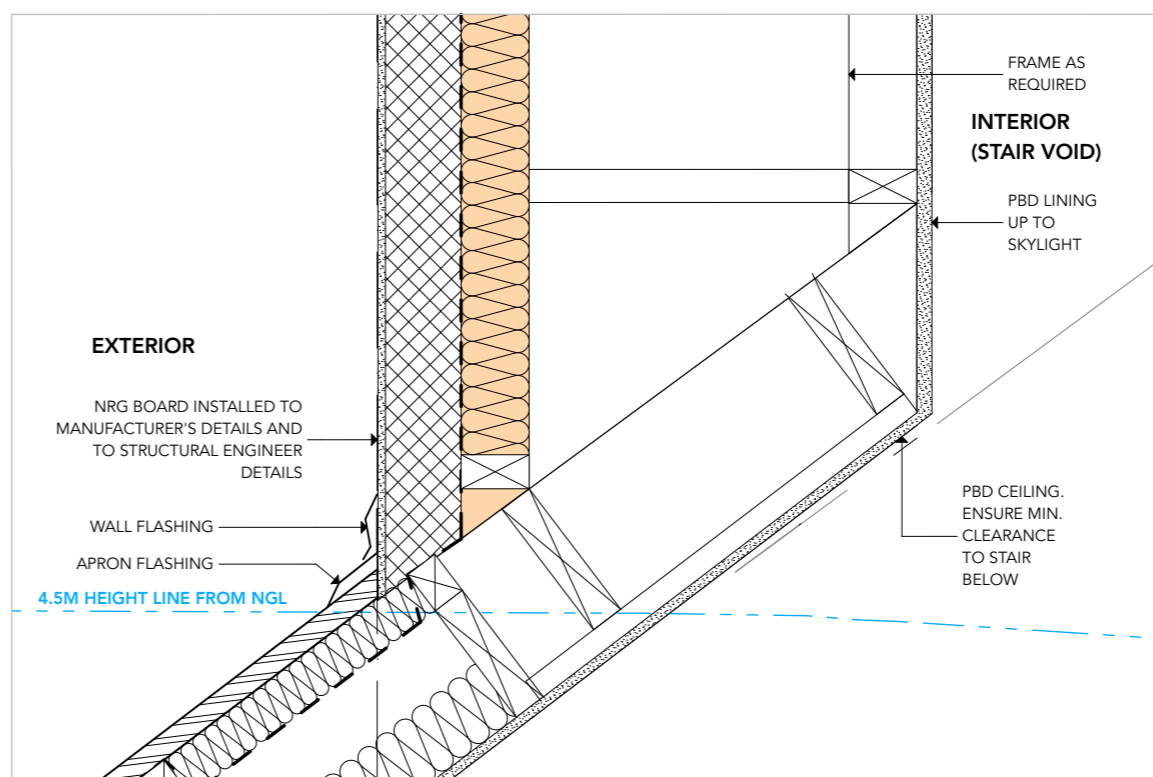 FRAME AS
REQUIRED
INTERIOR
(STAIR VOID)
PBD LINING
UP TO
SKYLIGHT
EXTERIOR
NRG BOARD INSTALLED TO
MANUFACTURER'S DETAILS AND
TO STRUCTURAL ENGINEER
DETAILS
WALL FLASHING
APRON FLASHING
4.5M HEIGHT LINE FROM NGL
PBD CEILING.
ENSURE MIN.
CLEARANCE
TO STAIR
BELOW